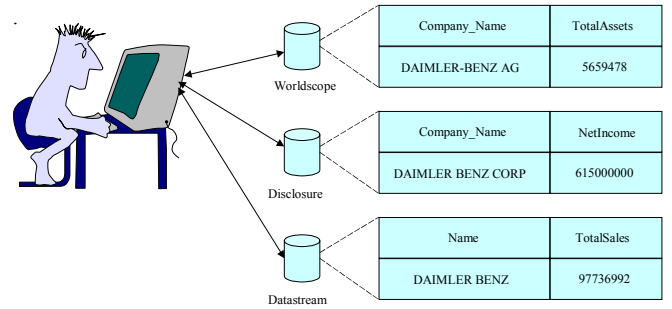 Company_Name TotalAssets
DAIMLER-BENZ AG 5659478
Worldscope
Company_Name NetIncome
DAIMLER BENZ CORP 615000000
Disclosure
Name TotalSales
DAIMLER BENZ 97736992
Datastream